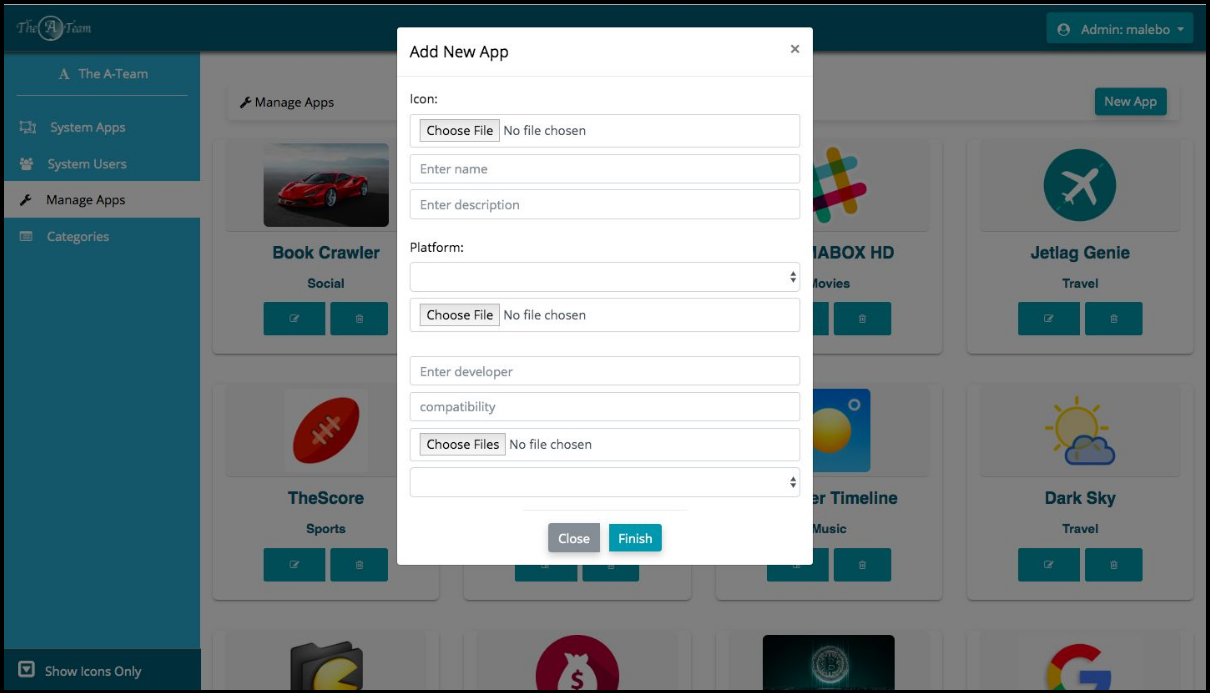 The A Team
Admin: malebo
A The A-Team
System Apps
System Users
Manage Apps
Categories
Show Icons Only
Manage Apps
New App
Add New App
×
Icon:
Choose File No file chosen
Enter name
Enter description
Platform:
Choose File No file chosen
Enter developer
compatibility
Choose Files No file chosen
Close Finish
Book Crawler
Social
ABOX HD
Movies
Jetlag Genie
Travel
TheScore
Sports
er Timeline
Music
Dark Sky
Travel
$